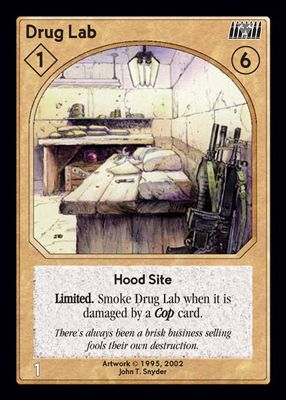 Drug Lab
1
6
Hood Site
Limited. Smoke Drug Lab when it is
damaged by a Cop card.
There's always been a brisk business selling
fools their own destruction.
1
Artwork © 1995, 2002
John T. Snyder